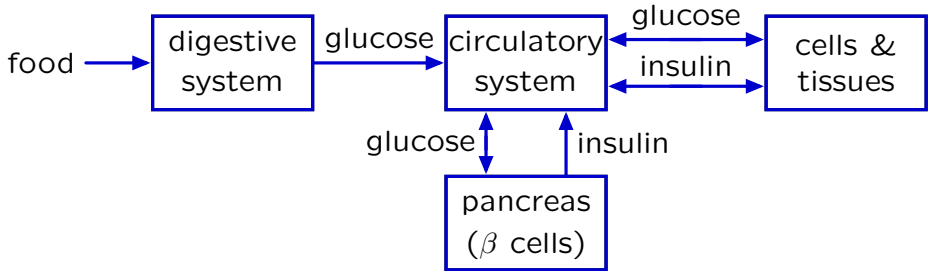 food
digestive
system
glucose
circulatory
system
glucose
insulin
cells &
tissues
glucose
insulin
pancreas
(β cells)